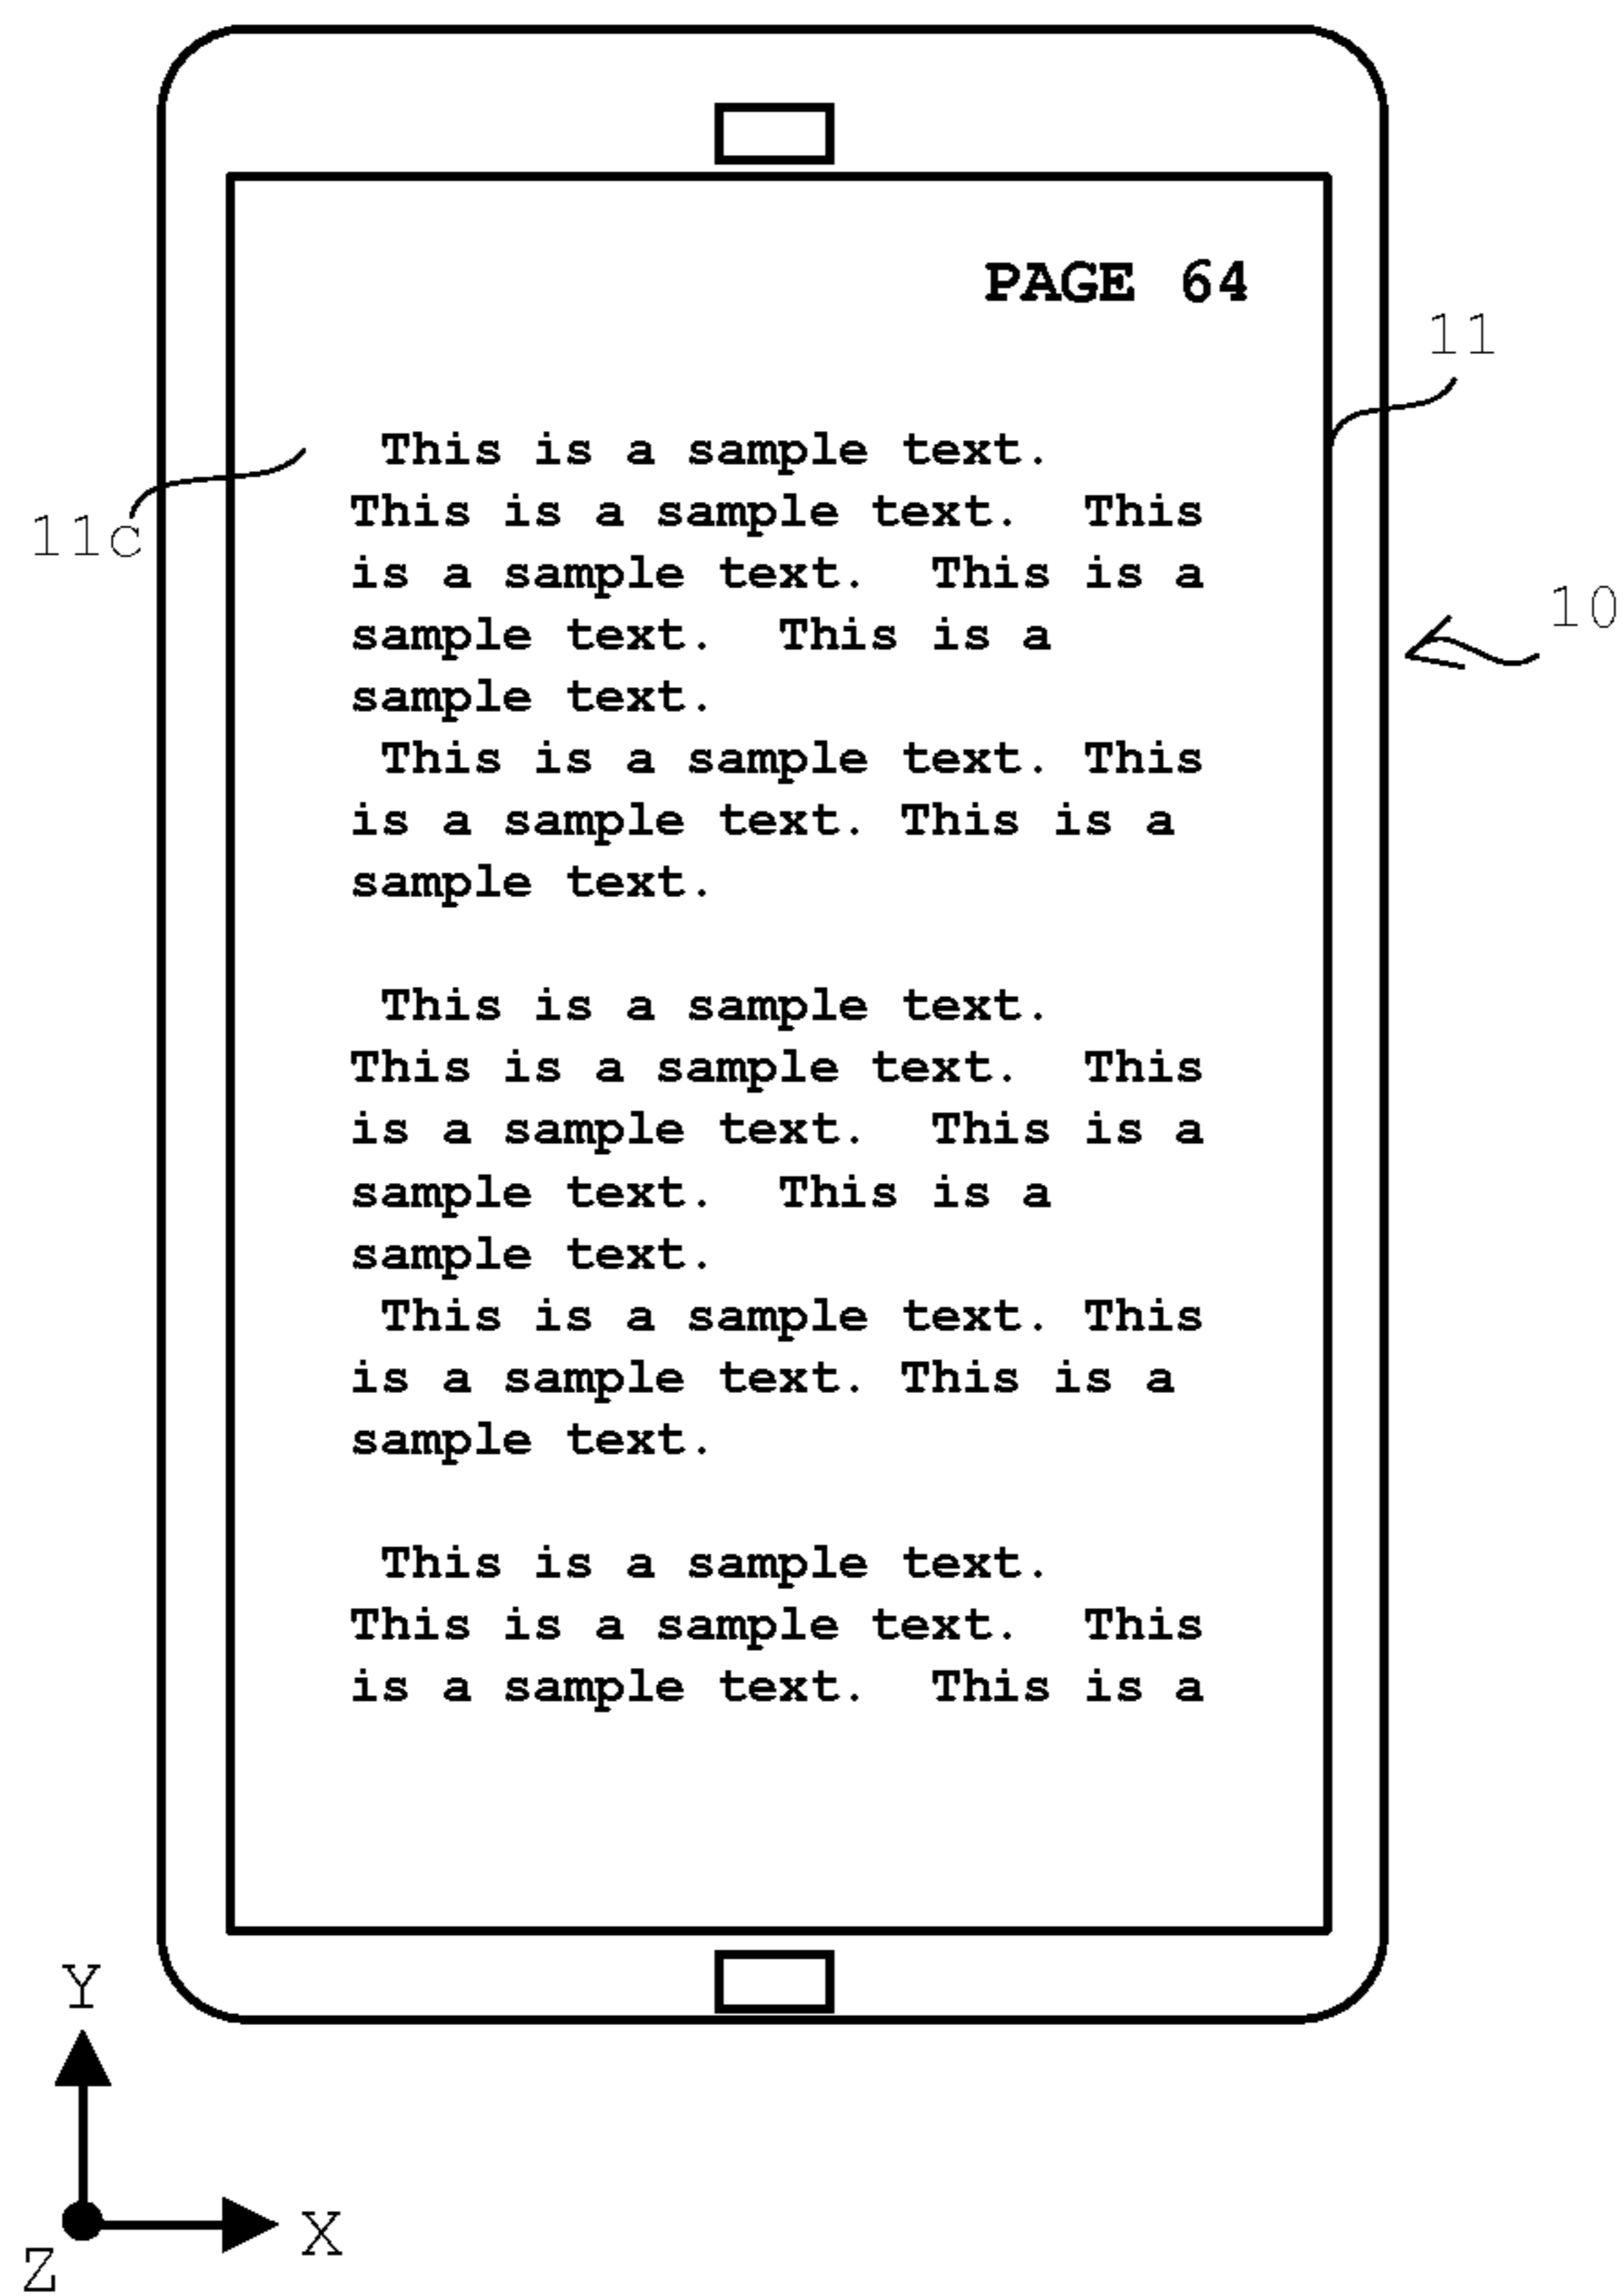 PAGE 64
11
This is a sample text.
This is a sample text.  This
11c
is a sample text.  This is a
10
sample text.  This is a
sample text.
This is a sample text. This
is a sample text. This is a
sample text.
This is a sample text.
This is a sample text.  This
is a sample text.  This is a
sample text.  This is a
sample text.
This is a sample text. This
is a sample text. This is a
sample text.
This is a sample text.
This is a sample text.  This
is a sample text.  This is a
Y
X
Z